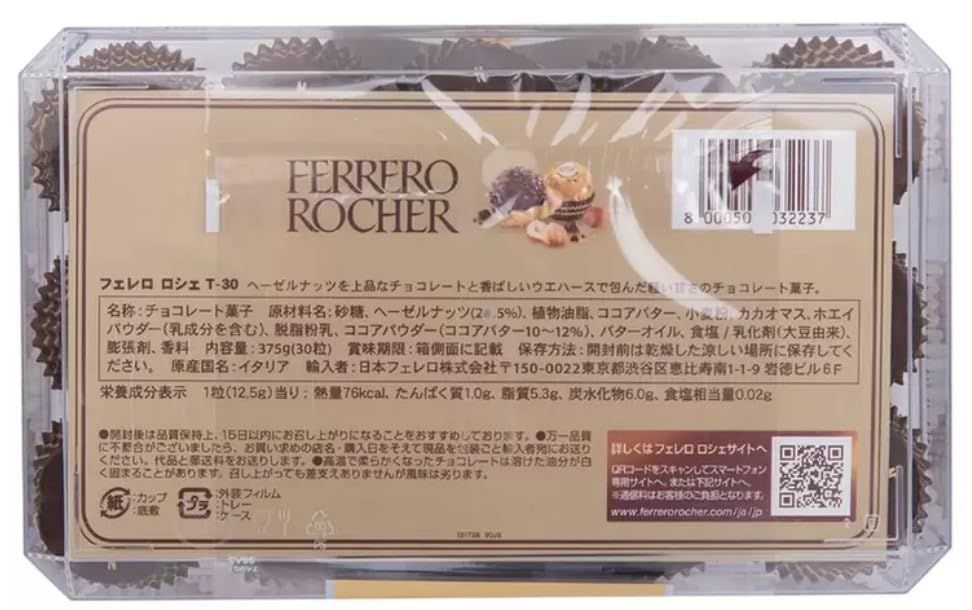 FERRERO
ROCHER
8 00050 032237
フェレロ ロシェ T-30 ヘーゼルナッツを上品なチョコレートと香ばしいウエハースで包んだ軽い甘さのチョコレート菓子。
名称：チョコレート菓子 原材料名：砂糖、ヘーゼルナッツ(28.5%)、植物油脂、ココアバター、小麦粉、カカオマス、ホエイ
パウダー(乳成分を含む)、脱脂粉乳、ココアパウダー(ココアバター10〜12%)、バターオイル、食塩 / 乳化剤(大豆由来)、
膨張剤、香料 内容量：375g(30粒) 賞味期限：箱側面に記載 保存方法：開封前は乾燥した涼しい場所に保存してく
ださい。 原産国名：イタリア 輸入者：日本フェレロ株式会社〒150-0022東京都渋谷区恵比寿南1-1-9 岩徳ビル6F
栄養成分表示 1粒(12.5g)当り：熱量76kcal、たんぱく質1.0g、脂質5.3g、炭水化物6.0g、食塩相当量0.02g
●開封後は品質保持上、15日以内にお召し上がりになることをおすすめしております。●万一品質
に不都合がございましたら、お買い求めの店名・購入日をそえて現品を包装ごと輸入者宛にお送り
ください。代品と郵送料をお送りします。●高温で柔らかくなったチョコレートは溶けた油分が白
く固まることがあります。召し上がっても差支えありませんが風味は劣ります。
紙 ：カップ
：底敷
プラ ：外装フィルム
：トレー
：ケース
詳しくはフェレロ ロシェサイトへ
QRコードをスキャンしてスマートフォン
専用サイトへ。または下記サイトへ。
※通信料はお客様のご負担となります。
www.ferrerorocher.com/ja/jp